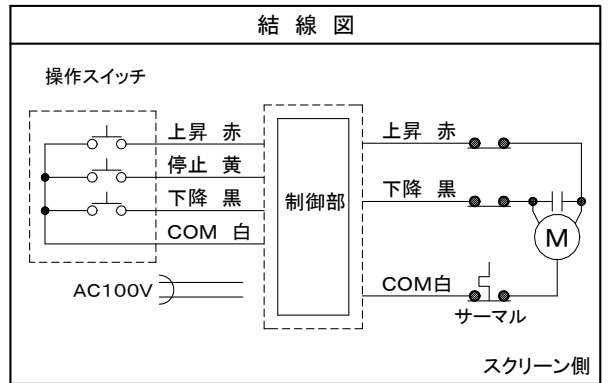 結 線 図
操作スイッチ
上昇 赤
停止 黄
下降 黒
COM 白
AC100V
制御部
上昇 赤
下降 黒
COM白
M
サーマル
スクリーン側